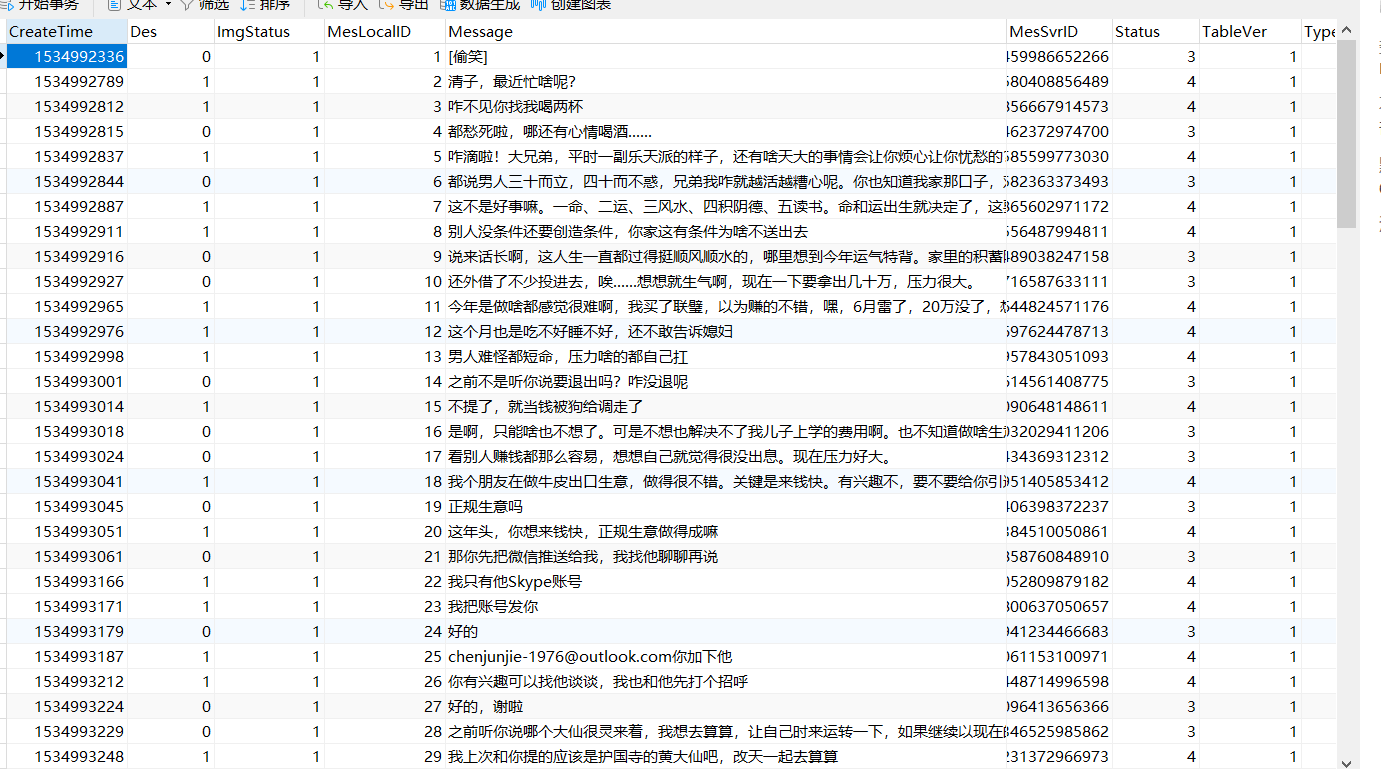 开始事务 文本 筛选 排序 导入 导出 数据生成 创建图表
CreateTime Des ImgStatus MesLocalID Message MesSvrID Status TableVer Type
1534992336 0 1 1 [偷笑] 459986652266 3 1
1534992789 1 1 2 清子，最近忙啥呢？ 80408856489 4 1
1534992812 1 1 3 咋不见你找我喝两杯 356667914573 4 1
1534992815 0 1 4 都愁死啦，哪还有心情喝酒...... 462372974700 3 1
1534992837 1 1 5 咋滴啦！大兄弟，平时一副乐天派的样子，还有啥天大的事情会让你烦心让你忧愁的 585599773030 4 1
1534992844 0 1 6 都说男人三十而立，四十而不惑，兄弟我咋就越活越糟心呢。你也知道我家那口子， 582363373493 3 1
1534992887 1 1 7 这不是好事嘛。一命、二运、三风水、四积阴德、五读书。命和运出生就决定了，这 365602971172 4 1
1534992911 1 1 8 别人没条件还要创造条件，你家这有条件为啥不送出去 556487994811 4 1
1534992916 0 1 9 说来话长啊，这人生一直都过得挺顺风顺水的，哪里想到今年运气特背。家里的积蓄 489038247158 3 1
1534992927 0 1 10 还外借了不少投进去，唉......想想就生气啊，现在一下要拿出几十万，压力很大。 716587633111 3 1
1534992965 1 1 11 今年是做啥都感觉很难啊，我买了联璧，以为赚的不错，嘿，6月雷了，20万没了， 544824571176 4 1
1534992976 1 1 12 这个月也是吃不好睡不好，还不敢告诉媳妇 597624478713 4 1
1534992998 1 1 13 男人难怪都短命，压力啥的都自己扛 957843051093 4 1
1534993001 0 1 14 之前不是听你说要退出吗？咋没退呢 514561408775 3 1
1534993014 1 1 15 不提了，就当钱被狗给调走了 090648148611 4 1
1534993018 0 1 16 是啊，只能啥也不想了。可是不想也解决不了我儿子上学的费用啊。也不知道做啥生 032029411206 3 1
1534993024 0 1 17 看别人赚钱都那么容易，想想自己就觉得很没出息。现在压力好大。 434369312312 3 1
1534993041 1 1 18 我个朋友在做牛皮出口生意，做得很不错。关键是来钱快。有兴趣不，要不要给你引 951405853412 4 1
1534993045 0 1 19 正规生意吗 406398372237 3 1
1534993051 1 1 20 这年头，你想来钱快，正规生意做得成嘛 384510050861 4 1
1534993061 0 1 21 那你先把微信推送给我，我找他聊聊再说 358760848910 3 1
1534993166 1 1 22 我只有他Skype账号 052809879182 4 1
1534993171 1 1 23 我把账号发你 300637050657 4 1
1534993179 0 1 24 好的 941234466683 3 1
1534993187 1 1 25 chenjunjie-1976@outlook.com你加下他 061153100971 4 1
1534993212 1 1 26 你有兴趣可以找他谈谈，我也和他先打个招呼 448714996598 4 1
1534993224 0 1 27 好的，谢啦 096413656366 3 1
1534993229 0 1 28 之前听你说哪个大仙很灵来着，我想去算算，让自己时来运转一下，如果继续以现在 346525985862 3 1
1534993248 1 1 29 我上次和你提的应该是护国寺的黄大仙吧，改天一起去算算 231372966973 4 1